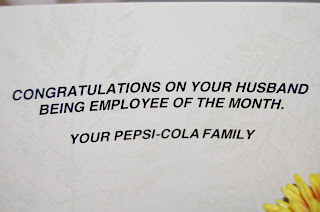 CONGRATULATIONS ON YOUR HUSBAND
BEING EMPLOYEE OF THE MONTH.
YOUR PEPSI-COLA FAMILY